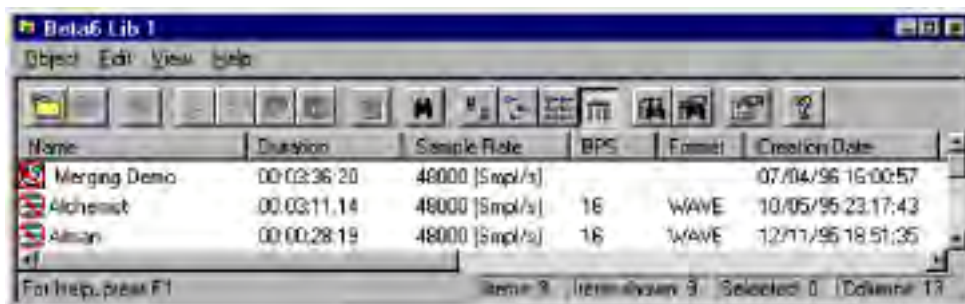 Beta6 Lib 1
Object Edit View Help
Name Duration Sample Rate BPS Format Creation Date
Merging Demo 00:03:36:20 48000 [Smpl/s] 07/04/96 16:00:57
Alchemist 00:03:11.14 48000 [Smpl/s] 16 WAVE 10/05/95 23:17:43
00:00:28:19 48000 [Smpl/s] 16 WAVE 12/11/95 18:51:35
For help, press F1 Items 9 Items shown 9 Selected 0 Columns 13